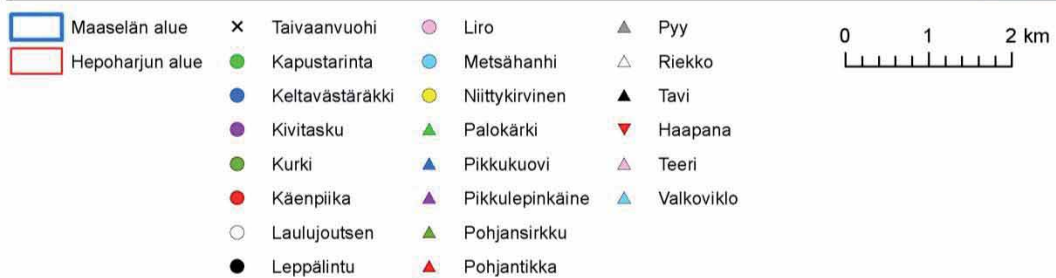 Maaselän alue
Hepoharjun alue
Taivaanvuohi
Kapustarinta
Keltavästäräkki
Kivitasku
Kurki
Käenpiika
Laulujoutsen
Leppälintu
Liro
Metsähanhi
Niittykirvinen
Palokärki
Pikkukuovi
Pikkulepinkäine
Pohjansirkku
Pohjantikka
Pyy
Riekko
Tavi
Haapana
Teeri
Valkoviklo
0 1 2 km